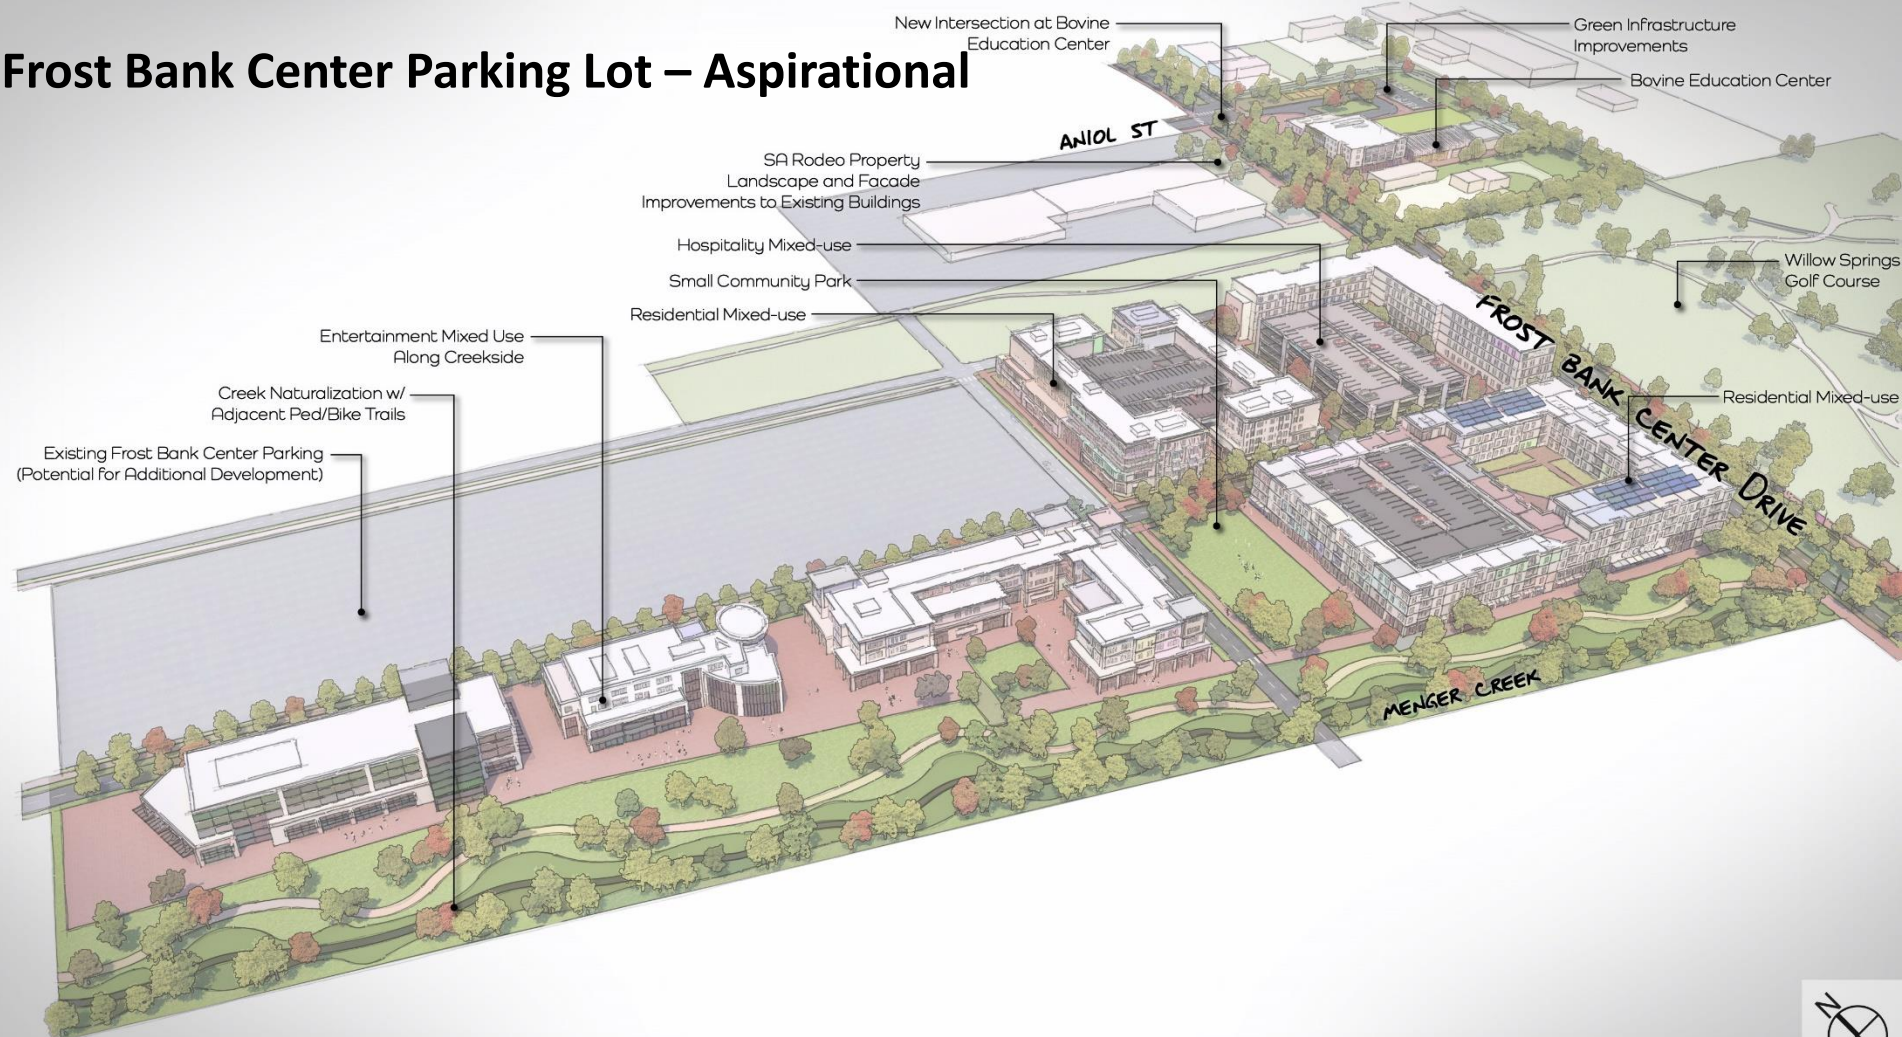 Frost Bank Center Parking Lot – Aspirational
New Intersection at Bovine
Education Center
Green Infrastructure
Improvements
Bovine Education Center
ANIOL ST
SA Rodeo Property
Landscape and Facade
Improvements to Existing Buildings
Hospitality Mixed-use
Small Community Park
Residential Mixed-use
Willow Springs
Golf Course
FROST BANK CENTER DRIVE
Entertainment Mixed Use
Along Creekside
Creek Naturalization w/
Adjacent Ped/Bike Trails
Residential Mixed-use
Existing Frost Bank Center Parking
(Potential for Additional Development)
MENGER CREEK
N